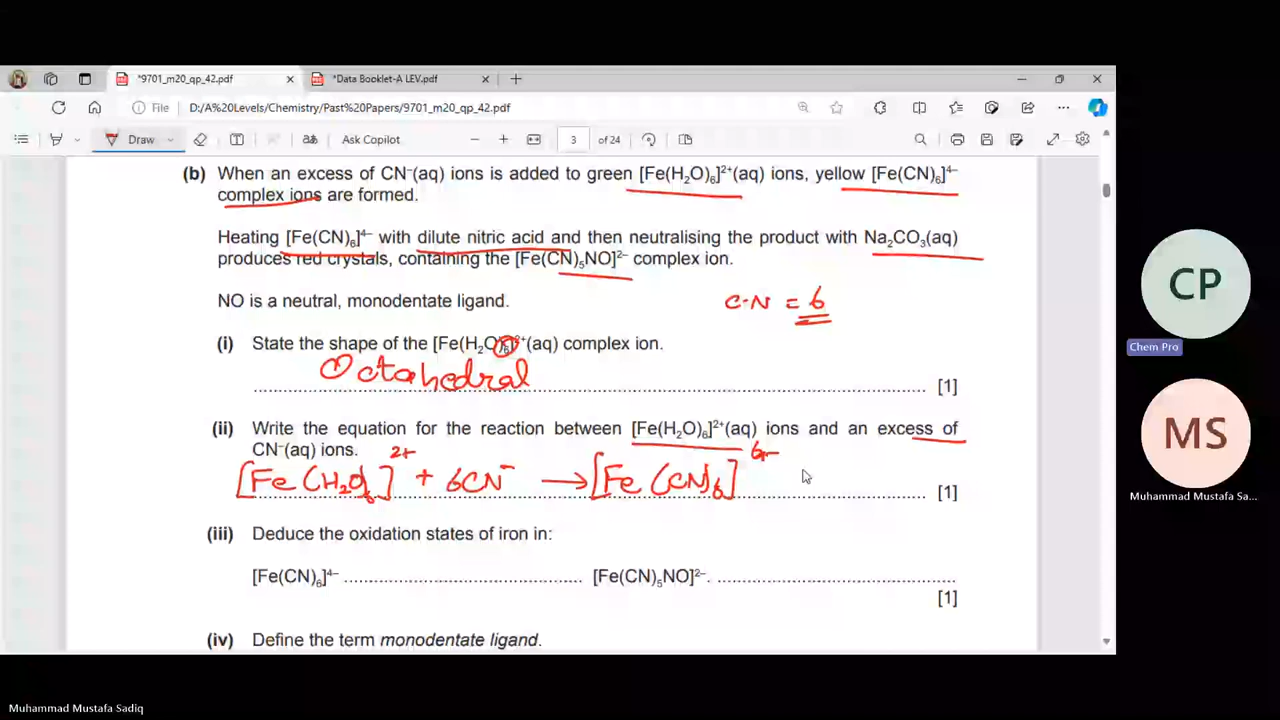 *9701_m20_qp_42.pdf
*Data Booklet-A LEV.pdf
File D:/A%20Levels/Chemistry/Past%20Papers/9701_m20_qp_42.pdf
Draw Ask Copilot 3 of 24
(b) When an excess of CN⁻(aq) ions is added to green [Fe(H₂O)₆]²⁺(aq) ions, yellow [Fe(CN)₆]⁴⁻
complex ions are formed.
Heating [Fe(CN)₆]⁴⁻ with dilute nitric acid and then neutralising the product with Na₂CO₃(aq)
produces red crystals, containing the [Fe(CN)₅NO]²⁻ complex ion.
NO is a neutral, monodentate ligand.
C-N = 6
(i) State the shape of the [Fe(H₂O)₆]²⁺(aq) complex ion.
Octahedral
[1]
(ii) Write the equation for the reaction between [Fe(H₂O)₆]²⁺(aq) ions and an excess of
CN⁻(aq) ions.
[Fe(H₂O)₆]²⁺ + 6CN⁻ → [Fe(CN)₆]
[1]
(iii) Deduce the oxidation states of iron in:
[Fe(CN)₆]⁴⁻ [Fe(CN)₅NO]²⁻.
[1]
(iv) Define the term monodentate ligand.
CP
Chem Pro
MS
Muhammad Mustafa Sa...
Muhammad Mustafa Sadiq